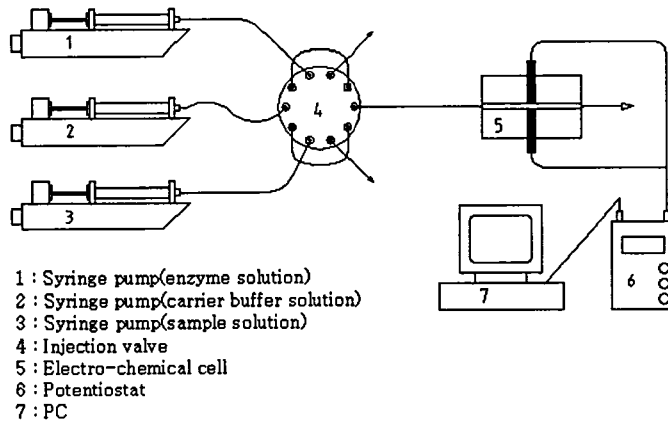 1
2
3
4
5
6
7
1 : Syringe pump(enzyme solution)
2 : Syringe pump(carrier buffer solution)
3 : Syringe pump(sample solution)
4 : Injection valve
5 : Electro-chemical cell
6 : Potentiostat
7 : PC